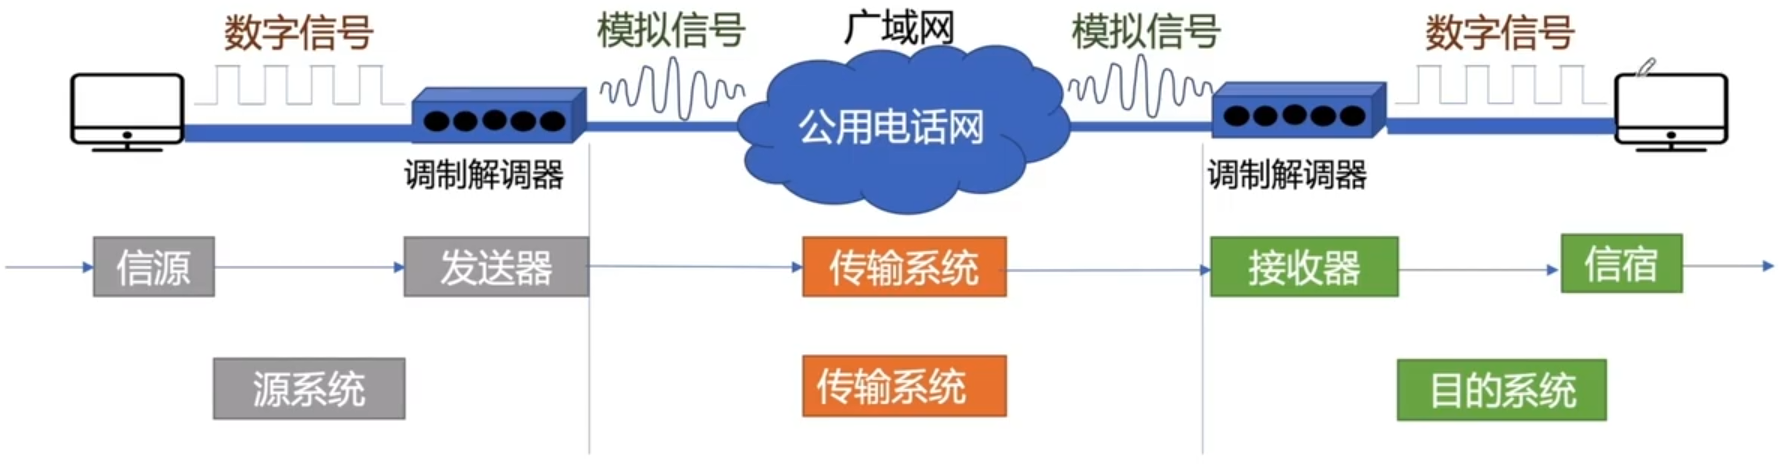 数字信号
模拟信号
广域网
模拟信号
数字信号
公用电话网
调制解调器
调制解调器
信源
发送器
传输系统
接收器
信宿
源系统
传输系统
目的系统